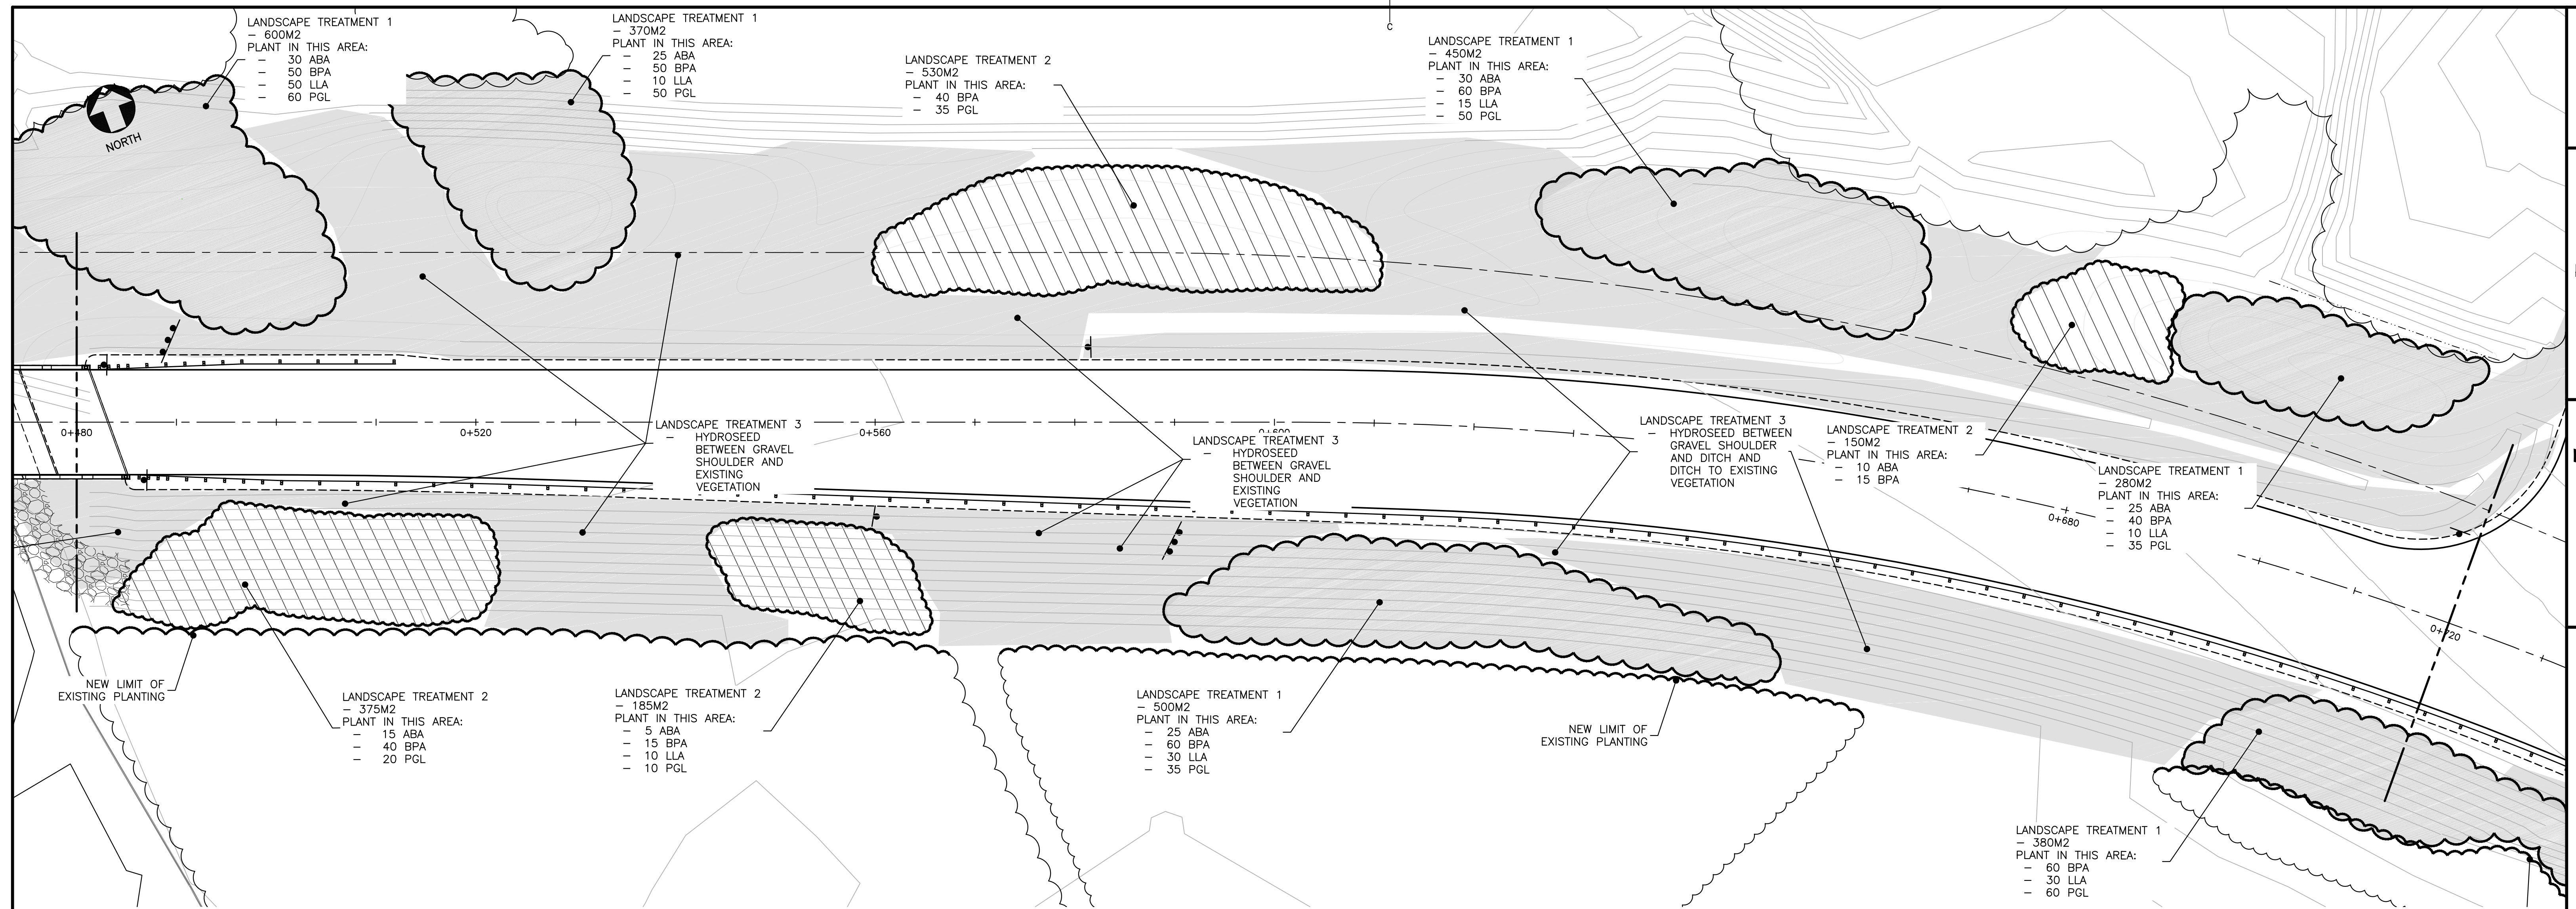 LANDSCAPE TREATMENT 1
– 600M2
PLANT IN THIS AREA:
– 30 ABA
– 50 BPA
– 50 LLA
– 60 PGL
LANDSCAPE TREATMENT 1
– 370M2
PLANT IN THIS AREA:
– 25 ABA
– 50 BPA
– 10 LLA
– 50 PGL
LANDSCAPE TREATMENT 2
– 530M2
PLANT IN THIS AREA:
– 40 BPA
– 35 PGL
C
LANDSCAPE TREATMENT 1
– 450M2
PLANT IN THIS AREA:
– 30 ABA
– 60 BPA
– 15 LLA
– 50 PGL
NORTH
0+480
0+520
0+560
LANDSCAPE TREATMENT 3
– HYDROSEED
BETWEEN GRAVEL
SHOULDER AND
EXISTING
VEGETATION
LANDSCAPE TREATMENT 3
– HYDROSEED
BETWEEN GRAVEL
SHOULDER AND
EXISTING
VEGETATION
LANDSCAPE TREATMENT 3
– HYDROSEED BETWEEN
GRAVEL SHOULDER
AND DITCH AND
DITCH TO EXISTING
VEGETATION
LANDSCAPE TREATMENT 2
– 150M2
PLANT IN THIS AREA:
– 10 ABA
– 15 BPA
LANDSCAPE TREATMENT 1
– 280M2
PLANT IN THIS AREA:
– 25 ABA
– 40 BPA
– 10 LLA
– 35 PGL
0+680
0+720
NEW LIMIT OF
EXISTING PLANTING
LANDSCAPE TREATMENT 2
– 375M2
PLANT IN THIS AREA:
– 15 ABA
– 40 BPA
– 20 PGL
LANDSCAPE TREATMENT 2
– 185M2
PLANT IN THIS AREA:
– 5 ABA
– 15 BPA
– 10 LLA
– 10 PGL
LANDSCAPE TREATMENT 1
– 500M2
PLANT IN THIS AREA:
– 25 ABA
– 60 BPA
– 30 LLA
– 35 PGL
NEW LIMIT OF
EXISTING PLANTING
LANDSCAPE TREATMENT 1
– 380M2
PLANT IN THIS AREA:
– 60 BPA
– 30 LLA
– 60 PGL